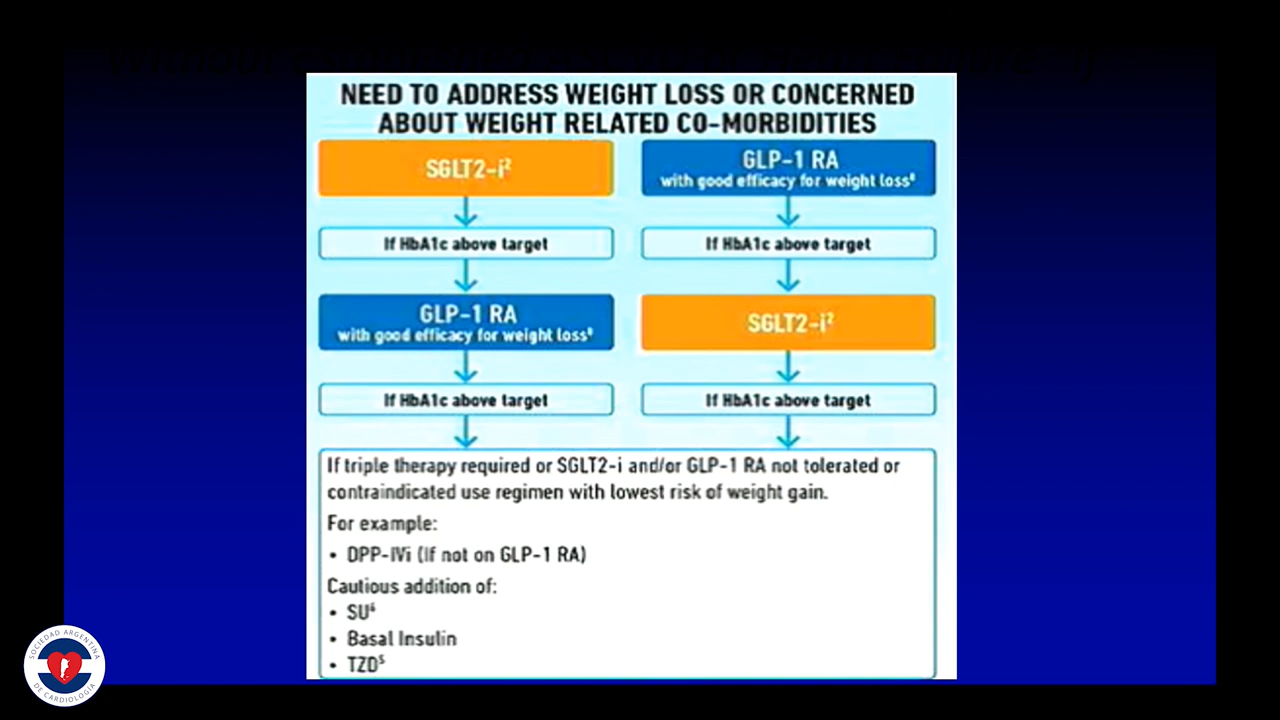 NEED TO ADDRESS WEIGHT LOSS OR CONCERNED
ABOUT WEIGHT RELATED CO-MORBIDITIES
SGLT2-i²
If HbA1c above target
GLP-1 RA
with good efficacy for weight loss⁸
If HbA1c above target
GLP-1 RA
with good efficacy for weight loss⁸
If HbA1c above target
SGLT2-i²
If HbA1c above target
If triple therapy required or SGLT2-i and/or GLP-1 RA not tolerated or
contraindicated use regimen with lowest risk of weight gain.
For example:
• DPP-IVi (If not on GLP-1 RA)
Cautious addition of:
• SU⁶
• Basal Insulin
• TZD⁵
SOCIEDAD ARGENTINA
DE CARDIOLOGÍA